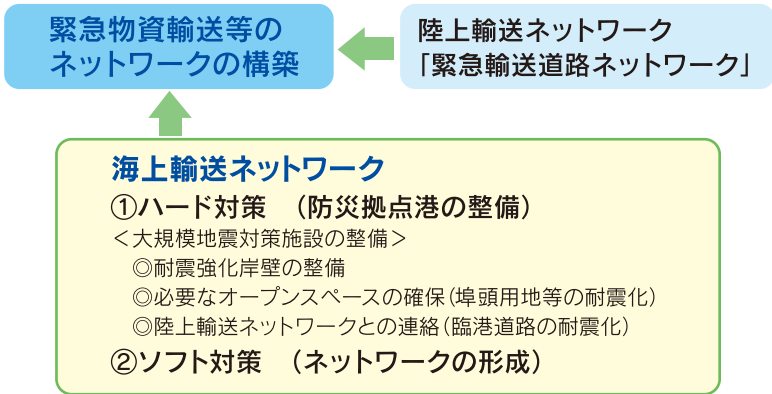 緊急物資輸送等の
ネットワークの構築
陸上輸送ネットワーク
「緊急輸送道路ネットワーク」
海上輸送ネットワーク
①ハード対策　（防災拠点港の整備）
＜大規模地震対策施設の整備＞
◎耐震強化岸壁の整備
◎必要なオープンスペースの確保（埠頭用地等の耐震化）
◎陸上輸送ネットワークとの連絡（臨港道路の耐震化）
②ソフト対策　（ネットワークの形成）